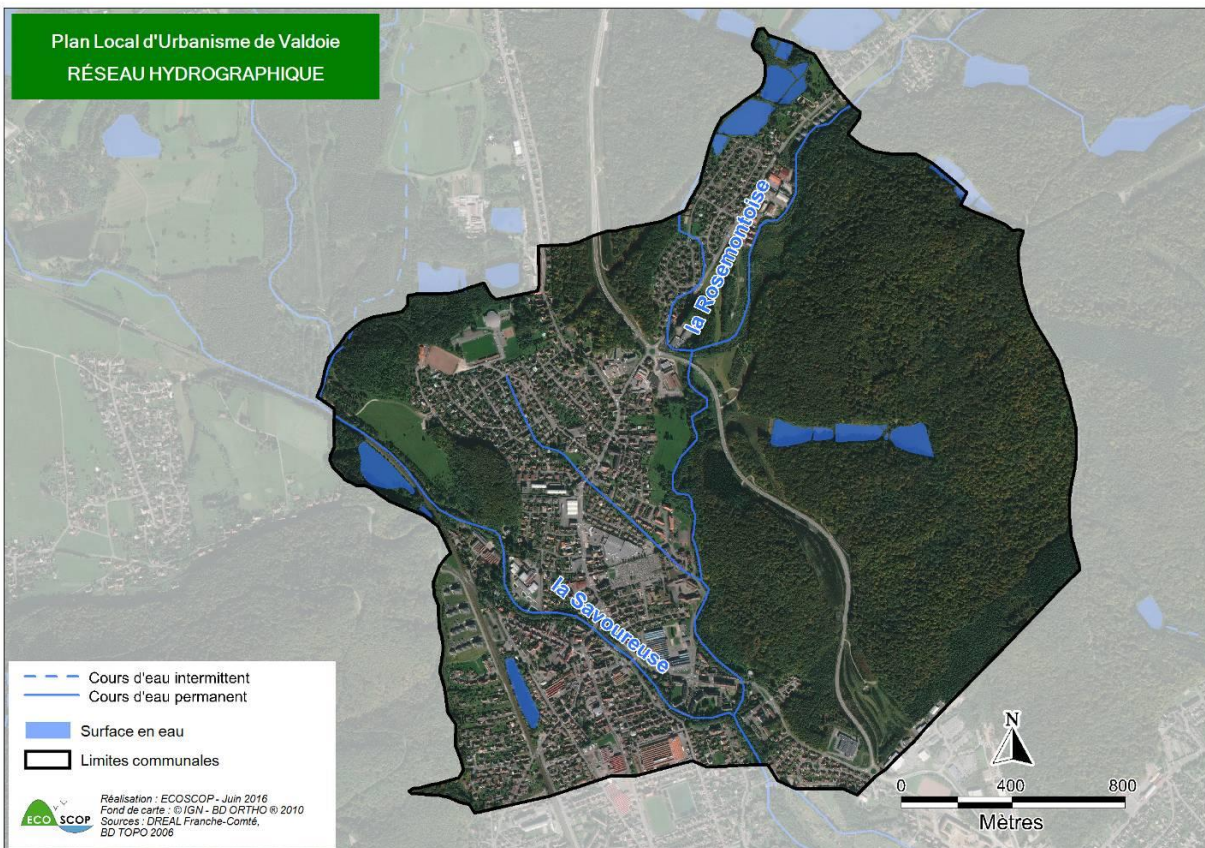 Plan Local d'Urbanisme de Valdoie
RÉSEAU HYDROGRAPHIQUE
la Rosemontoise
la Savoureuse
Cours d'eau intermittent
Cours d'eau permanent
Surface en eau
Limites communales
ECO SCOP
Réalisation : ECOSCOP - Juin 2016
Fond de carte : © IGN - BD ORTHO ® 2010
Sources : DREAL Franche-Comté,
BD TOPO 2006
N
0 400 800
Mètres